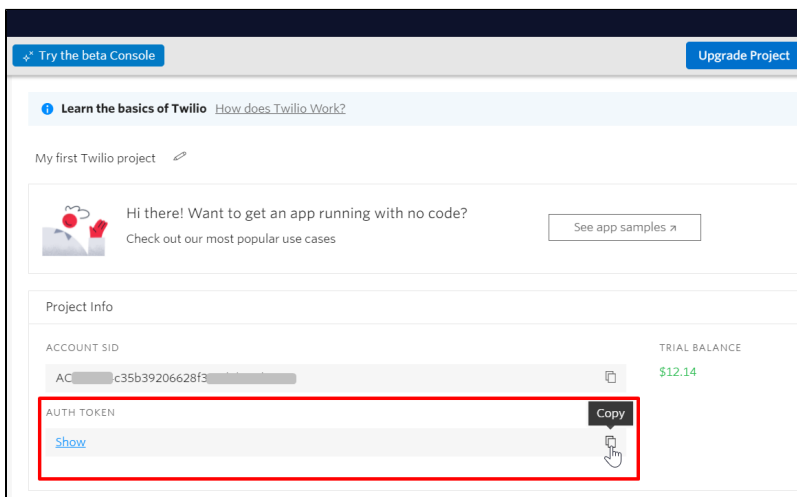 Try the beta Console
Upgrade Project
Learn the basics of Twilio How does Twilio Work?
My first Twilio project
Hi there! Want to get an app running with no code?
Check out our most popular use cases
See app samples
Project Info
ACCOUNT SID
TRIAL BALANCE
AC c35b39206628f3
$12.14
AUTH TOKEN
Copy
Show